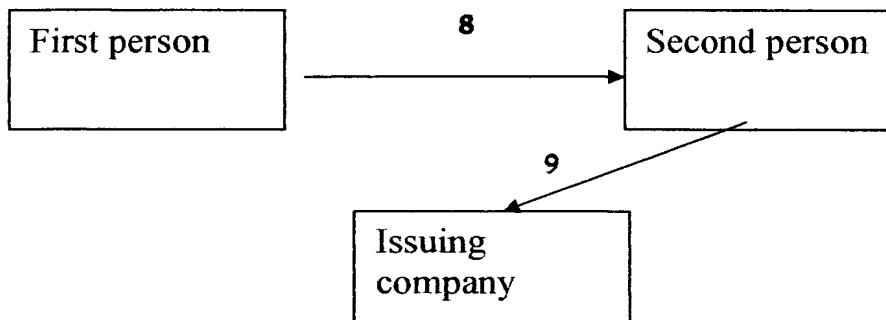 First person
8
Second person
9
Issuing
company